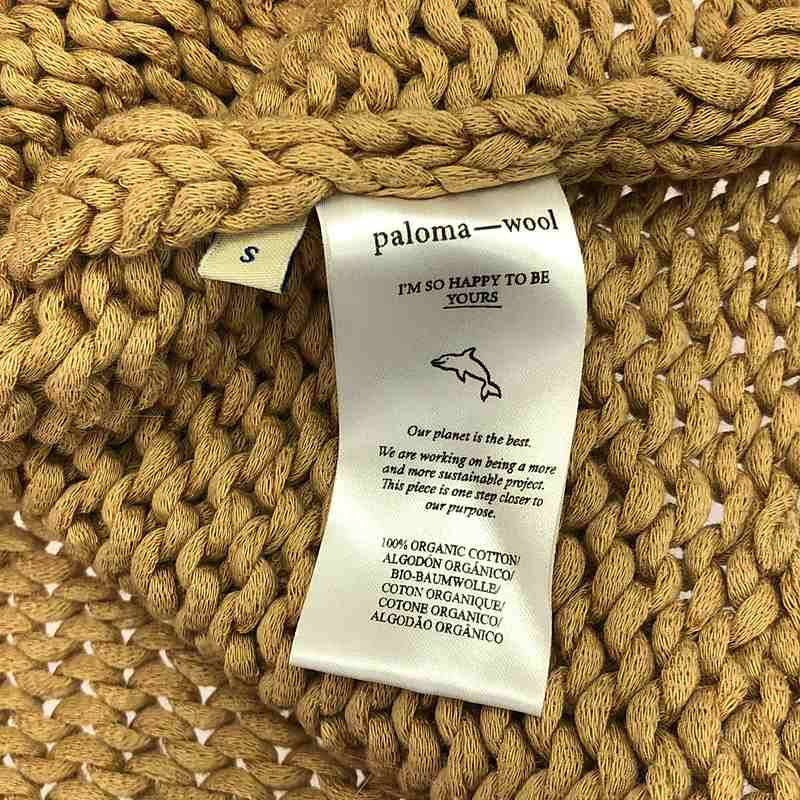 S
paloma—wool
I'M SO HAPPY TO BE
YOURS
Our planet is the best.
We are working on being a more
and more sustainable project.
This piece is one step closer to
our purpose.
100% ORGANIC COTTON/
ALGODÓN ORGÁNICO/
BIO-BAUMWOLLE/
COTON ORGANIQUE/
COTONE ORGANICO/
ALGODÃO ORGÂNICO